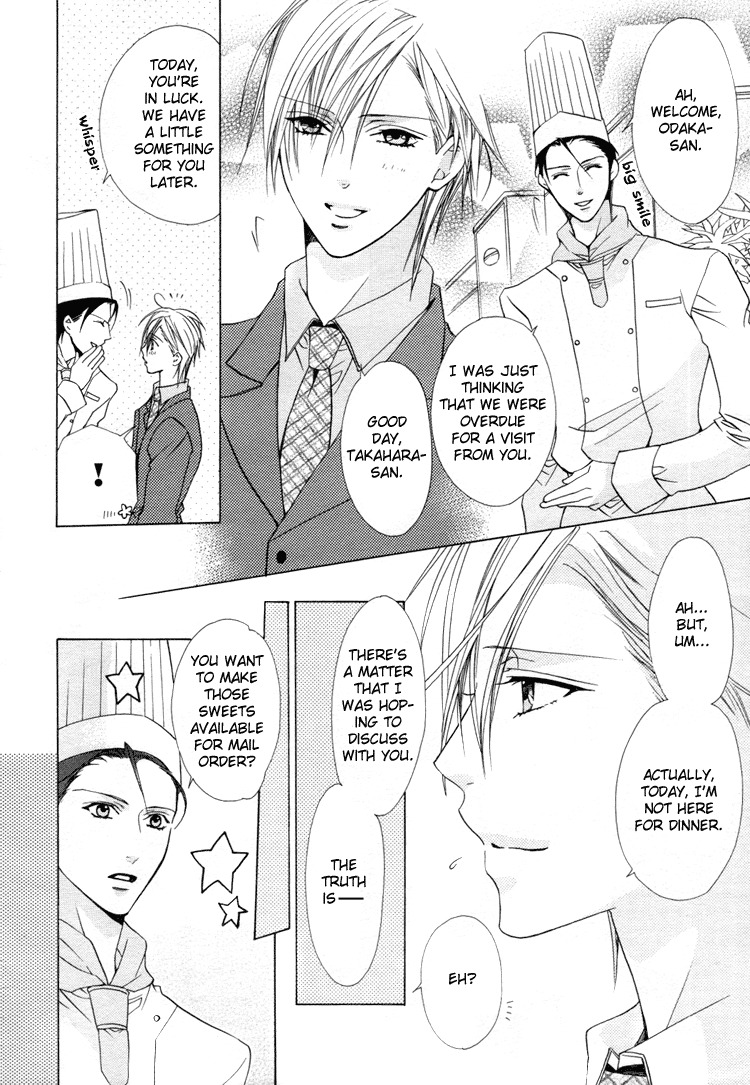 AH,
WELCOME,
ODAKA-
SAN.
big smile
I WAS JUST
THINKING
THAT WE WERE
OVERDUE
FOR A VISIT
FROM YOU.
GOOD
DAY,
TAKAHARA-
SAN.
TODAY,
YOU'RE
IN LUCK.
WE HAVE
A LITTLE
SOMETHING
FOR YOU
LATER.
whisper
!
AH...
BUT,
UM...
ACTUALLY,
TODAY, I'M
NOT HERE
FOR DINNER.
EH?
THERE'S
A MATTER
THAT I
WAS HOP-
ING TO
DISCUSS
WITH YOU.
THE
TRUTH
IS—
YOU WANT
TO MAKE
THOSE
SWEETS
AVAILABLE
FOR MAIL
ORDER?